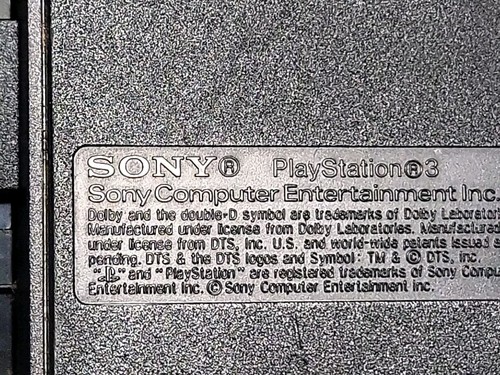 SONY® PlayStation®3
Sony Computer Entertainment Inc.
Dolby and the double-D symbol are trademarks of Dolby Laborator
Manufactured under license from Dolby Laboratories. Manufactured
under license from DTS, Inc. U.S. and world-wide patents issued &
pending. DTS & the DTS logos and Symbol: TM & © DTS, Inc.
" " and "PlayStation" are registered trademarks of Sony Compu
Entertainment Inc. © Sony Computer Entertainment Inc.